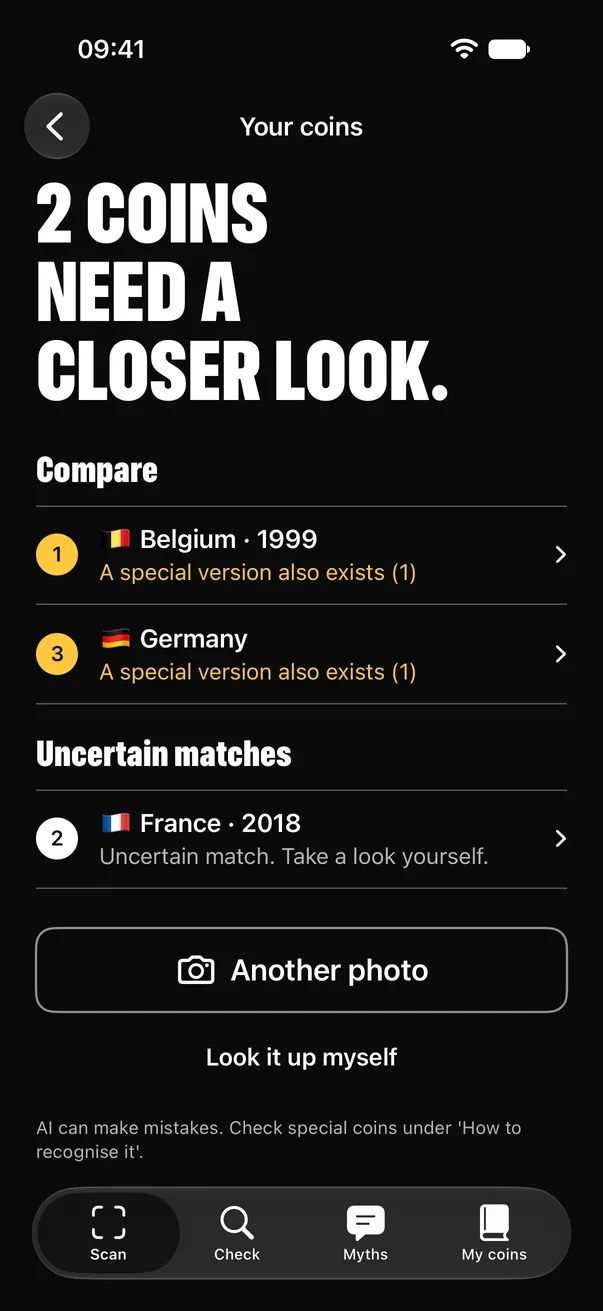 09:41
Your coins
2 COINS
NEED A
CLOSER LOOK.
Compare
1
🇧🇪 Belgium · 1999
A special version also exists (1)
3
🇩🇪 Germany
A special version also exists (1)
Uncertain matches
2
🇫🇷 France · 2018
Uncertain match. Take a look yourself.
Another photo
Look it up myself
AI can make mistakes. Check special coins under 'How to
recognise it'.
Scan
Check
Myths
My coins